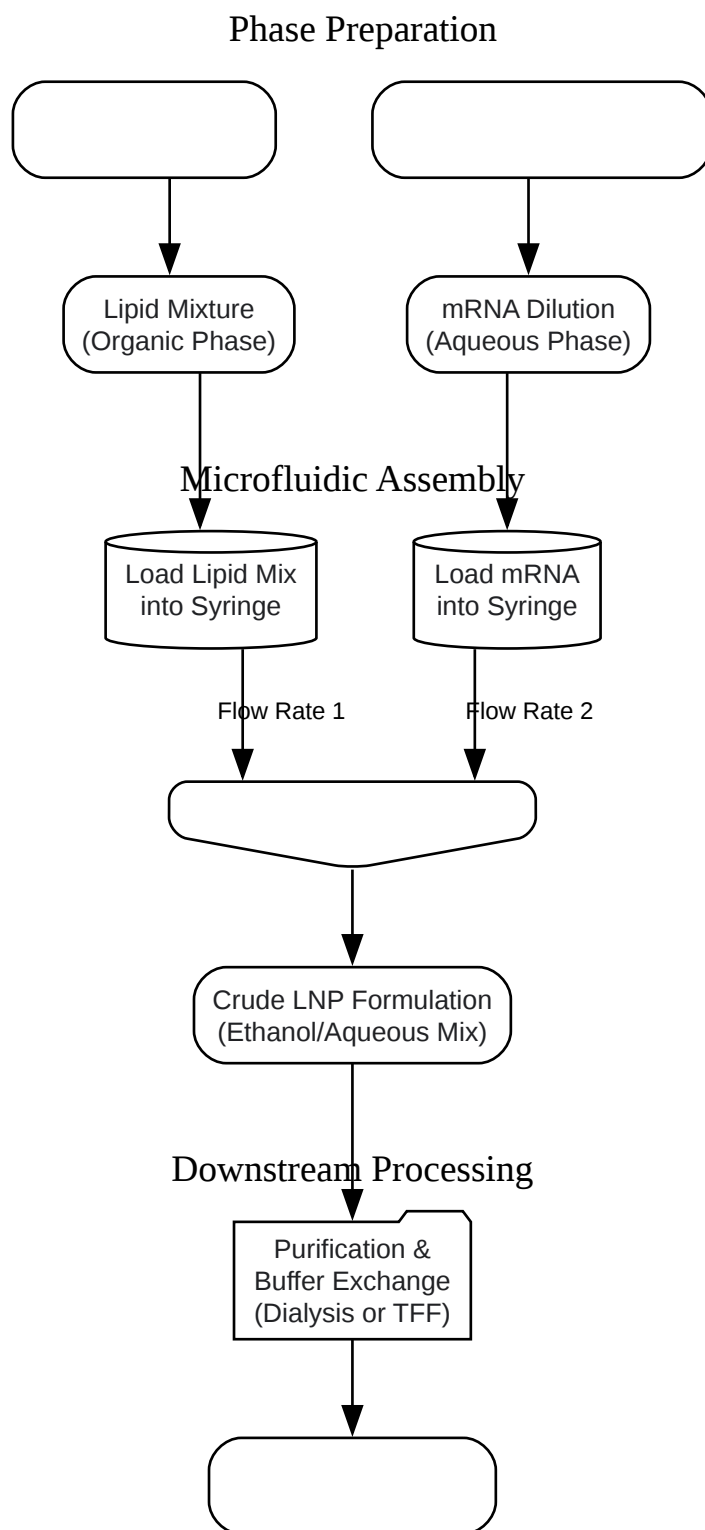 Phase Preparation
Lipid Mixture
(Organic Phase)
mRNA Dilution
(Aqueous Phase)
Microfluidic Assembly
Load Lipid Mix
into Syringe
Load mRNA
into Syringe
Flow Rate 1
Flow Rate 2
Crude LNP Formulation
(Ethanol/Aqueous Mix)
Downstream Processing
Purification &
Buffer Exchange
(Dialysis or TFF)